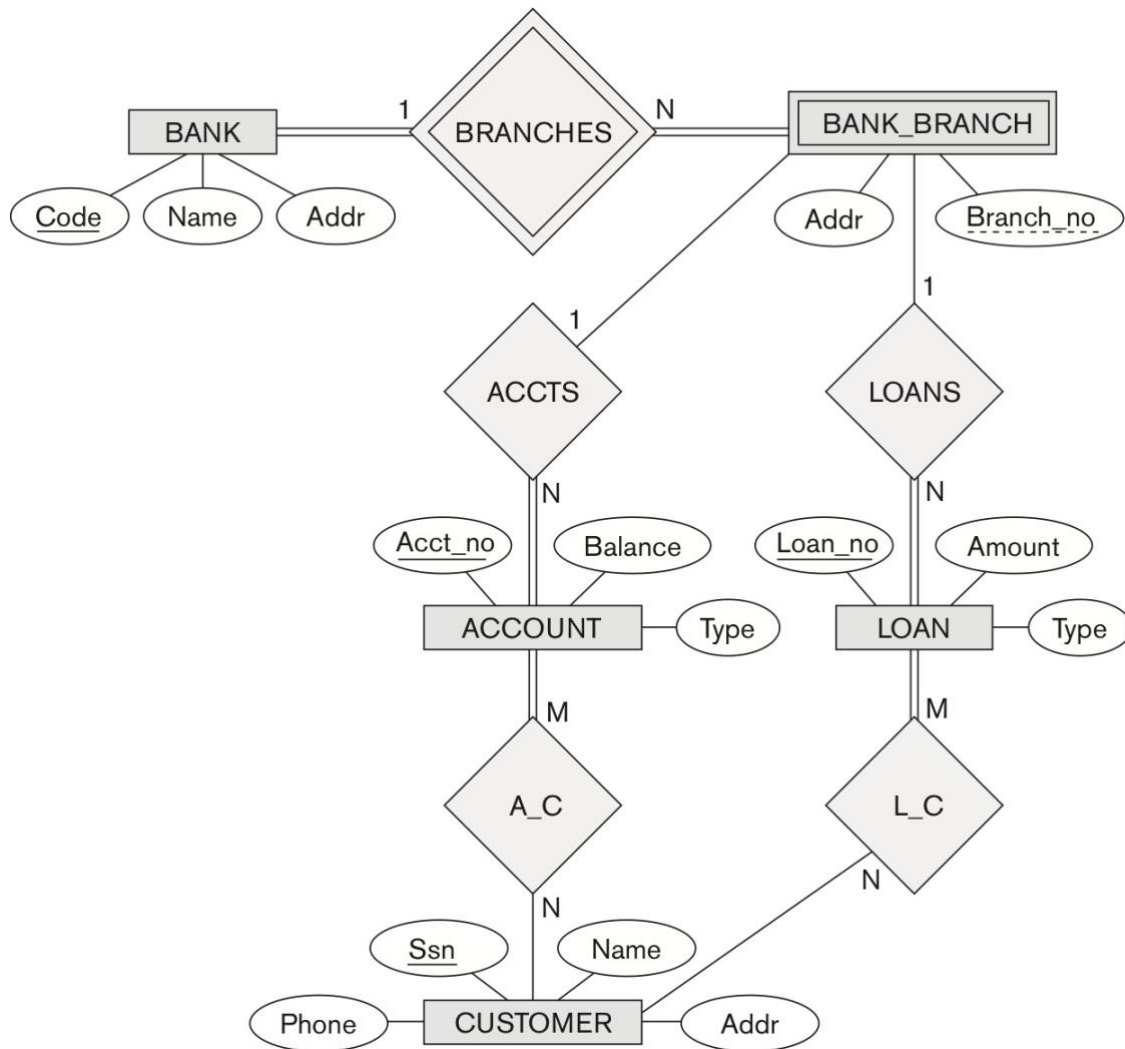 1
N
BANK
BRANCHES
BANK_BRANCH
Code
Name
Addr
Addr
Branch_no
1
1
ACCTS
LOANS
N
N
Acct_no
Balance
Loan_no
Amount
ACCOUNT
Type
LOAN
Type
M
M
A_C
L_C
N
N
Ssn
Name
Phone
CUSTOMER
Addr